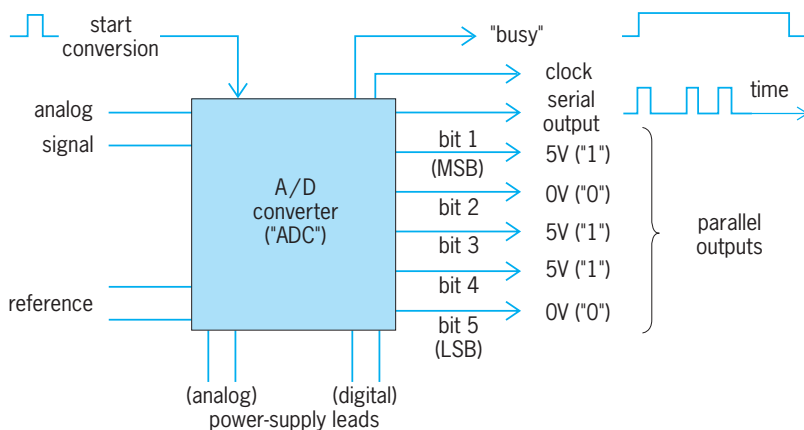 start
conversion
"busy"
clock
serial
output
time
analog
signal
reference
A/D
converter
("ADC")
bit 1
(MSB)
bit 2
bit 3
bit 4
bit 5
(LSB)
5V ("1")
0V ("0")
5V ("1")
5V ("1")
0V ("0")
parallel
outputs
(analog)
(digital)
power-supply leads